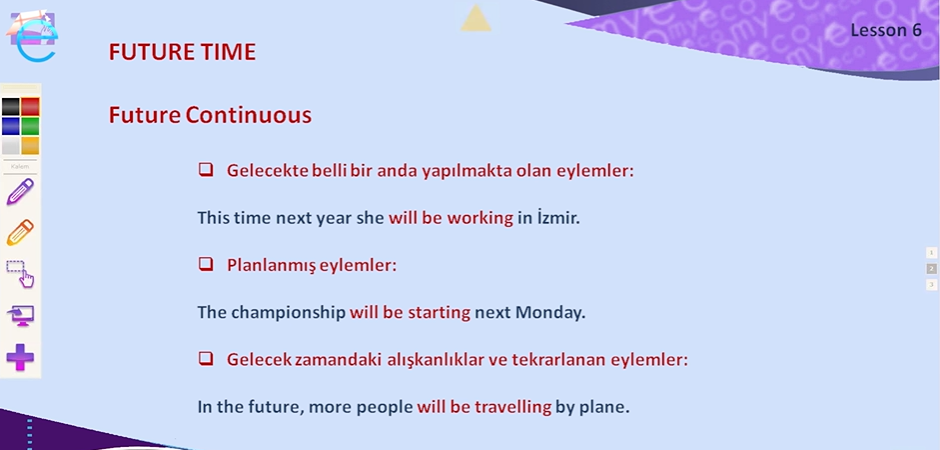 Lesson 6
FUTURE TIME
Future Continuous
Gelecekte belli bir anda yapılmakta olan eylemler:
This time next year she will be working in İzmir.
Planlanmış eylemler:
The championship will be starting next Monday.
Gelecek zamandaki alışkanlıklar ve tekrarlanan eylemler:
In the future, more people will be travelling by plane.
Kalem
1
2
3